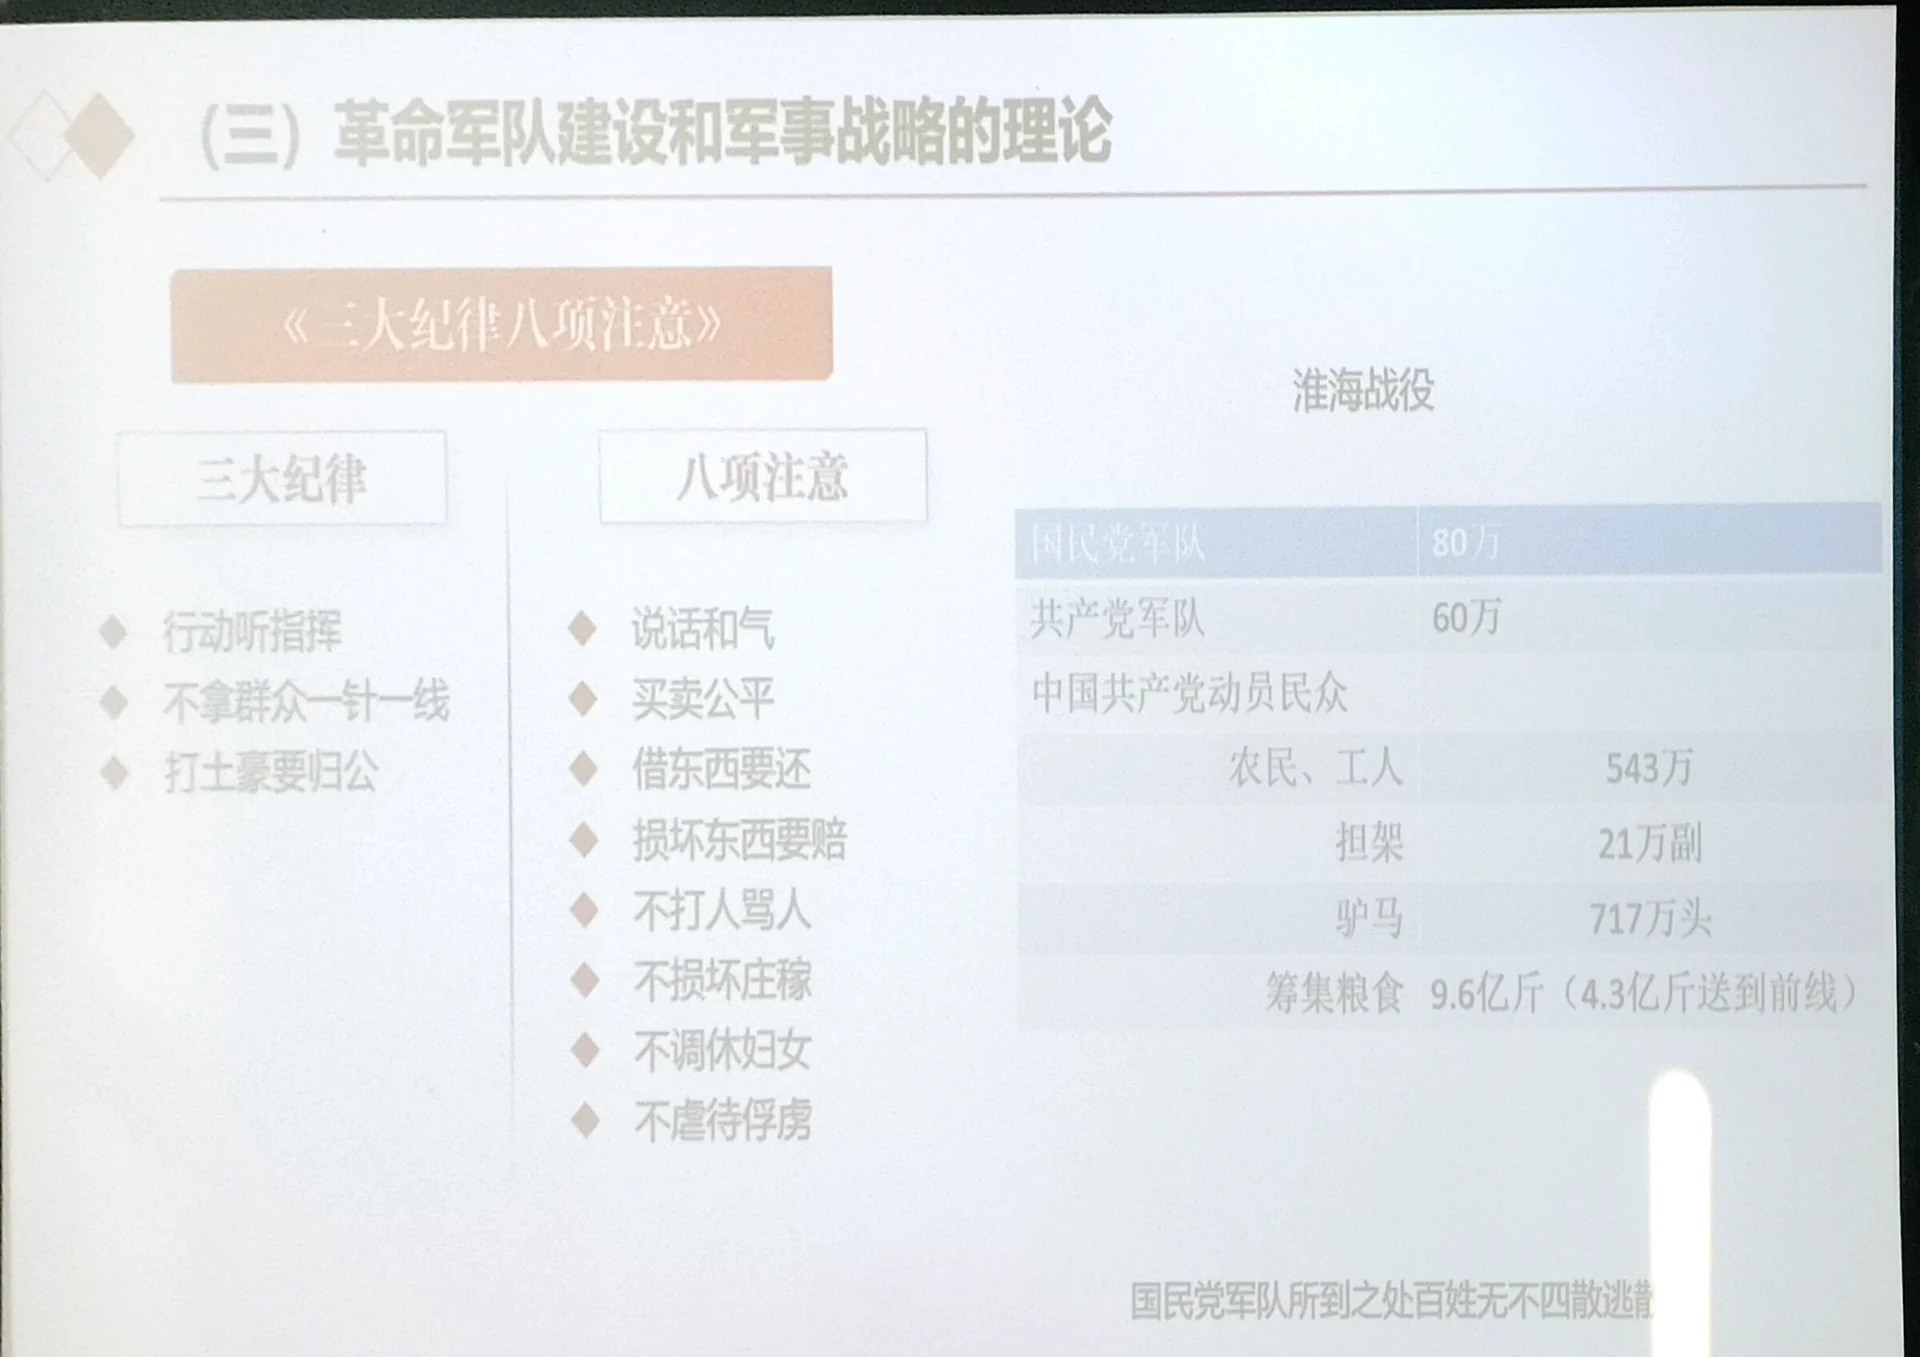 （三）革命军队建设和军事战略的理论
《三大纪律八项注意》
三大纪律
行动听指挥
不拿群众一针一线
打土豪要归公
八项注意
说话和气
买卖公平
借东西要还
损坏东西要赔
不打人骂人
不损坏庄稼
不调休妇女
不虐待俘虏
淮海战役
国民党军队 80万
共产党军队 60万
中国共产党动员民众
农民、工人 543万
担架 21万副
驴马 717万头
筹集粮食 9.6亿斤（4.3亿斤送到前线）
国民党军队所到之处百姓无不四散逃